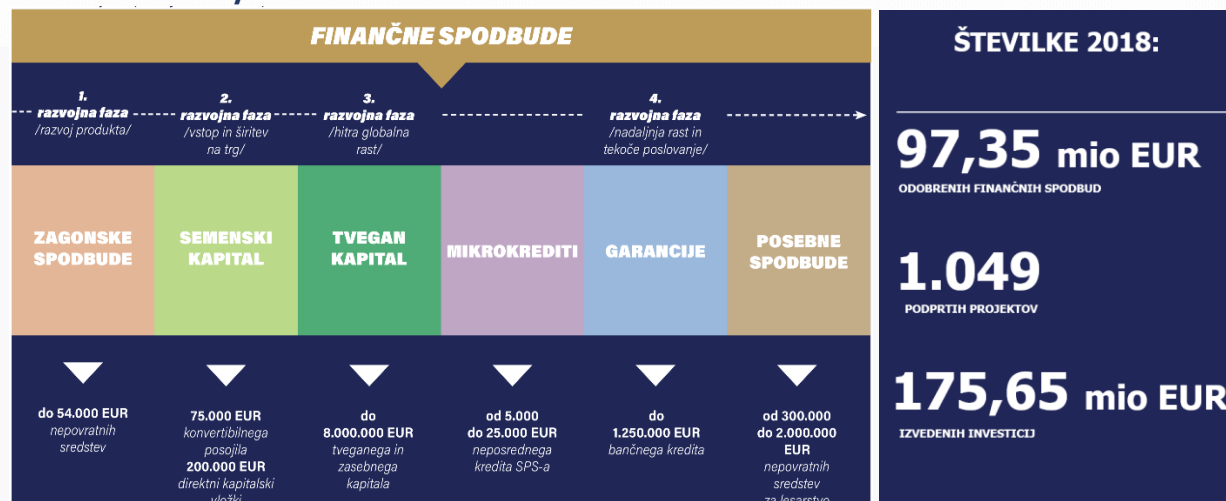 FINANČNE SPODBUDE
1.
razvojna faza
/razvoj produkta/
2.
razvojna faza
/vstop in širitev
na trg/
3.
razvojna faza
/hitra globalna
rast/
4.
razvojna faza
/nadaljnja rast in
tekoče poslovanje/
ZAGONSKE
SPODBUDE
SEMENSKI
KAPITAL
TVEGAN
KAPITAL
MIKROKREDITI
GARANCIJE
POSEBNE
SPODBUDE
do 54.000 EUR
nepovratnih
sredstev
75.000 EUR
konvertibilnega
posojila
200.000 EUR
direktni kapitalski
vložki
do
8.000.000 EUR
tveganega in
zasebnega
kapitala
od 5.000
do 25.000 EUR
neposrednega
kredita SPS-a
do
1.250.000 EUR
bančnega kredita
od 300.000
do 2.000.000
EUR
nepovratnih
sredstev
za lesarstvo
ŠTEVILKE 2018:
97,35 mio EUR
ODOBRENIH FINANČNIH SPODBUD
1.049
PODPRTIH PROJEKTOV
175,65 mio EUR
IZVEDENIH INVESTICIJ